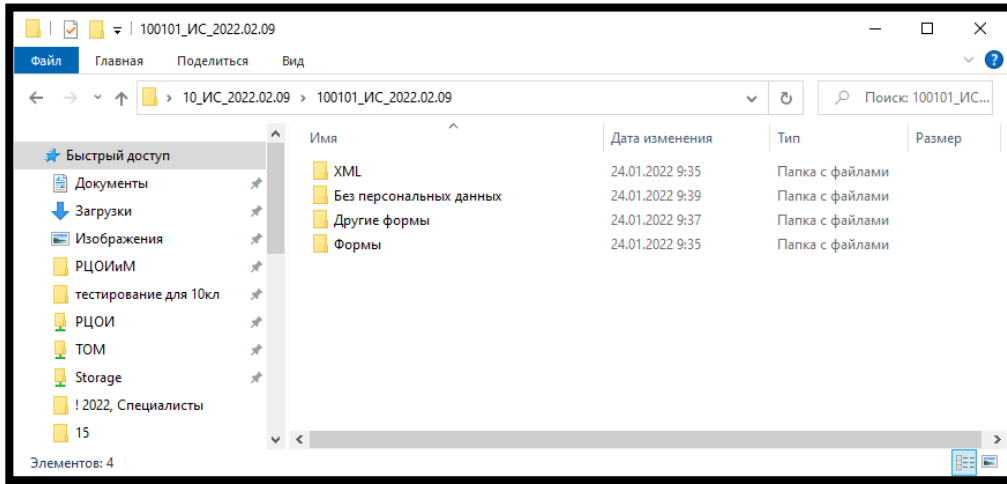 100101_ИС_2022.02.09
Файл Главная Поделиться Вид
10_ИС_2022.02.09 > 100101_ИС_2022.02.09 Поиск: 100101_ИС...
Имя Дата изменения Тип Размер
Быстрый доступ
Документы
Загрузки
Изображения
РЦОИиМ
тестирование для 10кл
РЦОИ
ТОМ
Storage
! 2022, Специалисты
15
XML 24.01.2022 9:35 Папка с файлами
Без персональных данных 24.01.2022 9:39 Папка с файлами
Другие формы 24.01.2022 9:37 Папка с файлами
Формы 24.01.2022 9:35 Папка с файлами
Элементов: 4